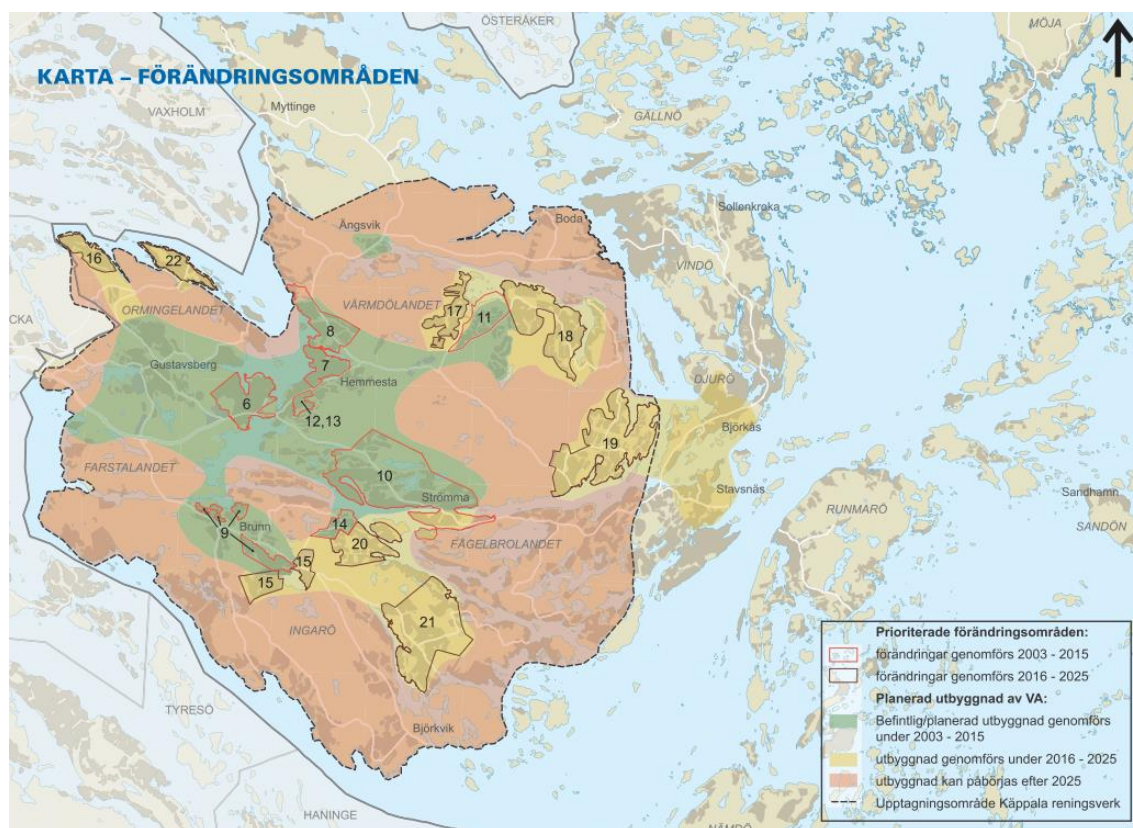 ÖSTERÅKER
MÖJA
KARTA – FÖRÄNDRINGSOMRÅDEN
VAXHOLM
Myttinge
GÄLLNÖ
Sollenkroka
Boda
Ängsvik
VINDÖ
16
22
ORMINGELANDET
VÄRMDÖLANDET
CKA
17
11
18
8
Gustavsberg
7
Hemmesta
DJURÖ
6
12,13
Björkås
19
FARSTALANDET
10
Stavsnäs
Strömma
Sandhamn
RUNMARÖ
SANDÖN
14
Brunn
9
20
FÅGELBROLANDET
15
15
21
INGARÖ
TYRESÖ
Björkvik
HANINGE
NÄMDÖ
Prioriterade förändringsområden:
förändringar genomförs 2003 - 2015
förändringar genomförs 2016 - 2025
Planerad utbyggnad av VA:
Befintlig/planerad utbyggnad genomförs
under 2003 - 2015
utbyggnad genomförs under 2016 - 2025
utbyggnad kan påbörjas efter 2025
Upptagningsområde Käppala reningsverk